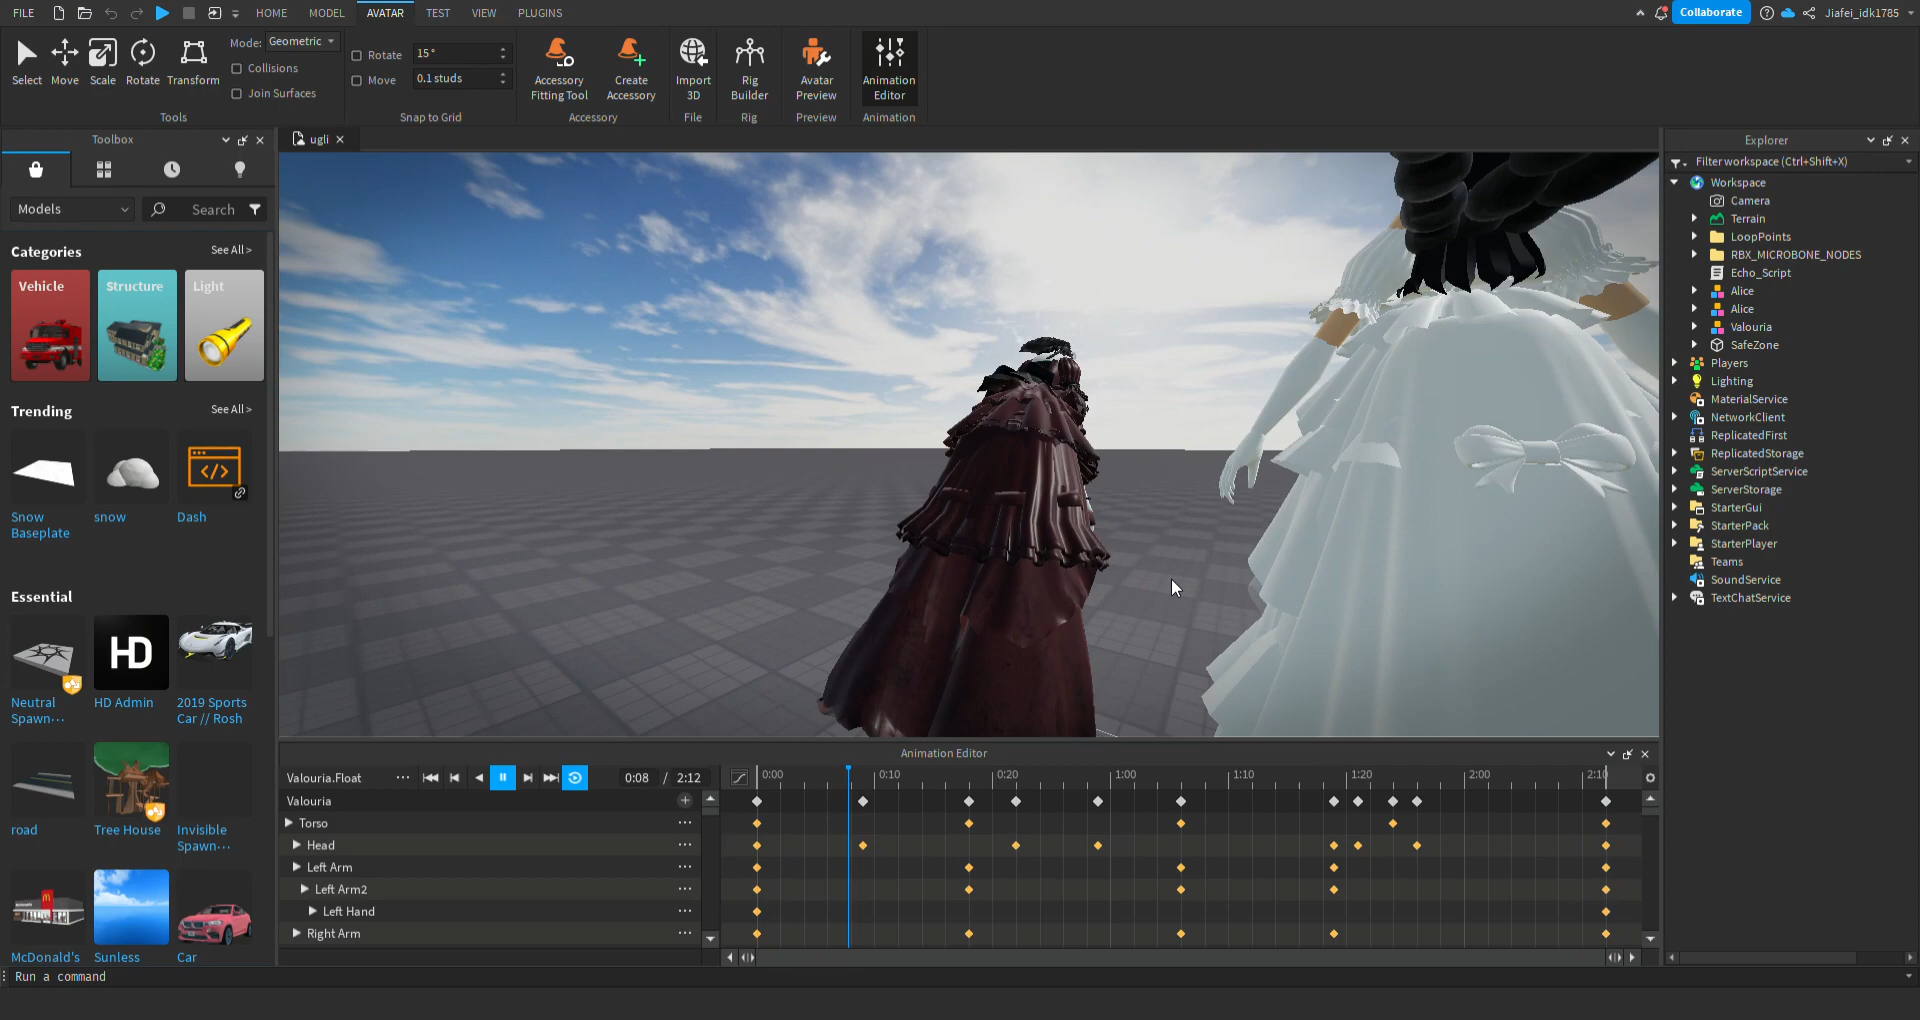 FILE
HOME
MODEL
AVATAR
TEST
VIEW
PLUGINS
Collaborate
Jiafei_idk1785
Select
Move
Scale
Rotate
Transform
Mode:
Geometric
Collisions
Join Surfaces
Tools
Rotate
15°
Move
0.1 studs
Snap to Grid
Accessory
Fitting Tool
Create
Accessory
Accessory
Import
3D
File
Rig
Builder
Rig
Avatar
Preview
Preview
Animation
Editor
Animation
Toolbox
Models
Search
Categories
See All >
Vehicle
Structure
Light
Trending
See All >
Snow
Baseplate
snow
Dash
Essential
Neutral
Spawn...
HD
HD Admin
2019 Sports
Car // Rosh
road
Tree House
Invisible
Spawn...
McDonald's
Sunless
Car
ugli
Explorer
Filter workspace (Ctrl+Shift+X)
Workspace
Camera
Terrain
LoopPoints
RBX_MICROBONE_NODES
Echo_Script
Alice
Alice
Valouria
SafeZone
Players
Lighting
MaterialService
NetworkClient
ReplicatedFirst
ReplicatedStorage
ServerScriptService
ServerStorage
StarterGui
StarterPack
StarterPlayer
Teams
SoundService
TextChatService
Animation Editor
Valouria.Float
0:08 / 2:12
0:00
0:10
0:20
1:00
1:10
1:20
2:00
2:10
Valouria
Torso
Head
Left Arm
Left Arm2
Left Hand
Right Arm
Run a command